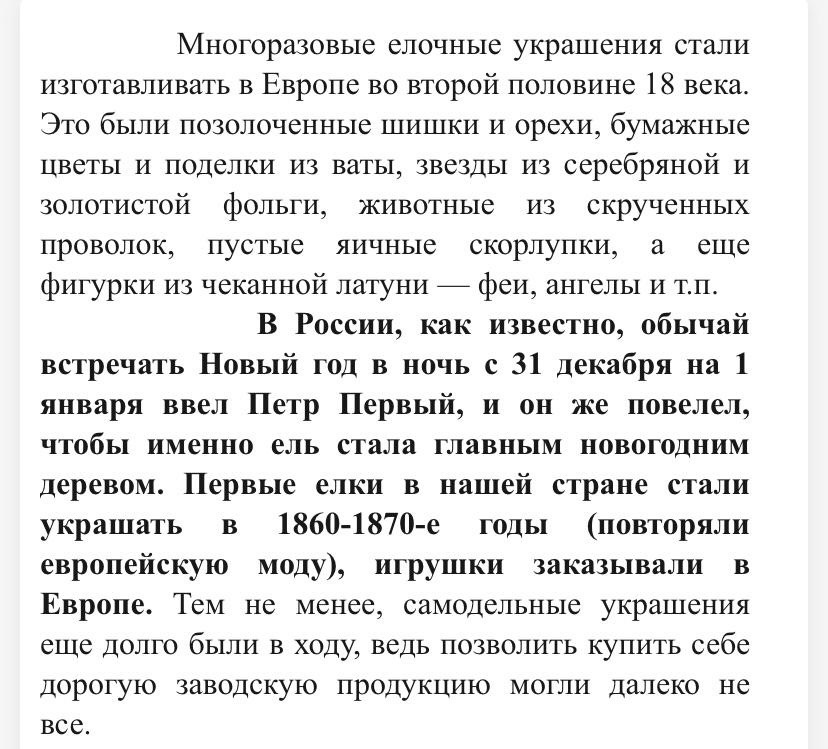 Многоразовые елочные украшения стали
изготавливать в Европе во второй половине 18 века.
Это были позолоченные шишки и орехи, бумажные
цветы и поделки из ваты, звезды из серебряной и
золотистой фольги, животные из скрученных
проволок, пустые яичные скорлупки, а еще
фигурки из чеканной латуни — феи, ангелы и т.п.
В России, как известно, обычай
встречать Новый год в ночь с 31 декабря на 1
января ввел Петр Первый, и он же повелел,
чтобы именно ель стала главным новогодним
деревом. Первые елки в нашей стране стали
украшать в 1860-1870-е годы (повторяли
европейскую моду), игрушки заказывали в
Европе. Тем не менее, самодельные украшения
еще долго были в ходу, ведь позволить купить себе
дорогую заводскую продукцию могли далеко не
все.